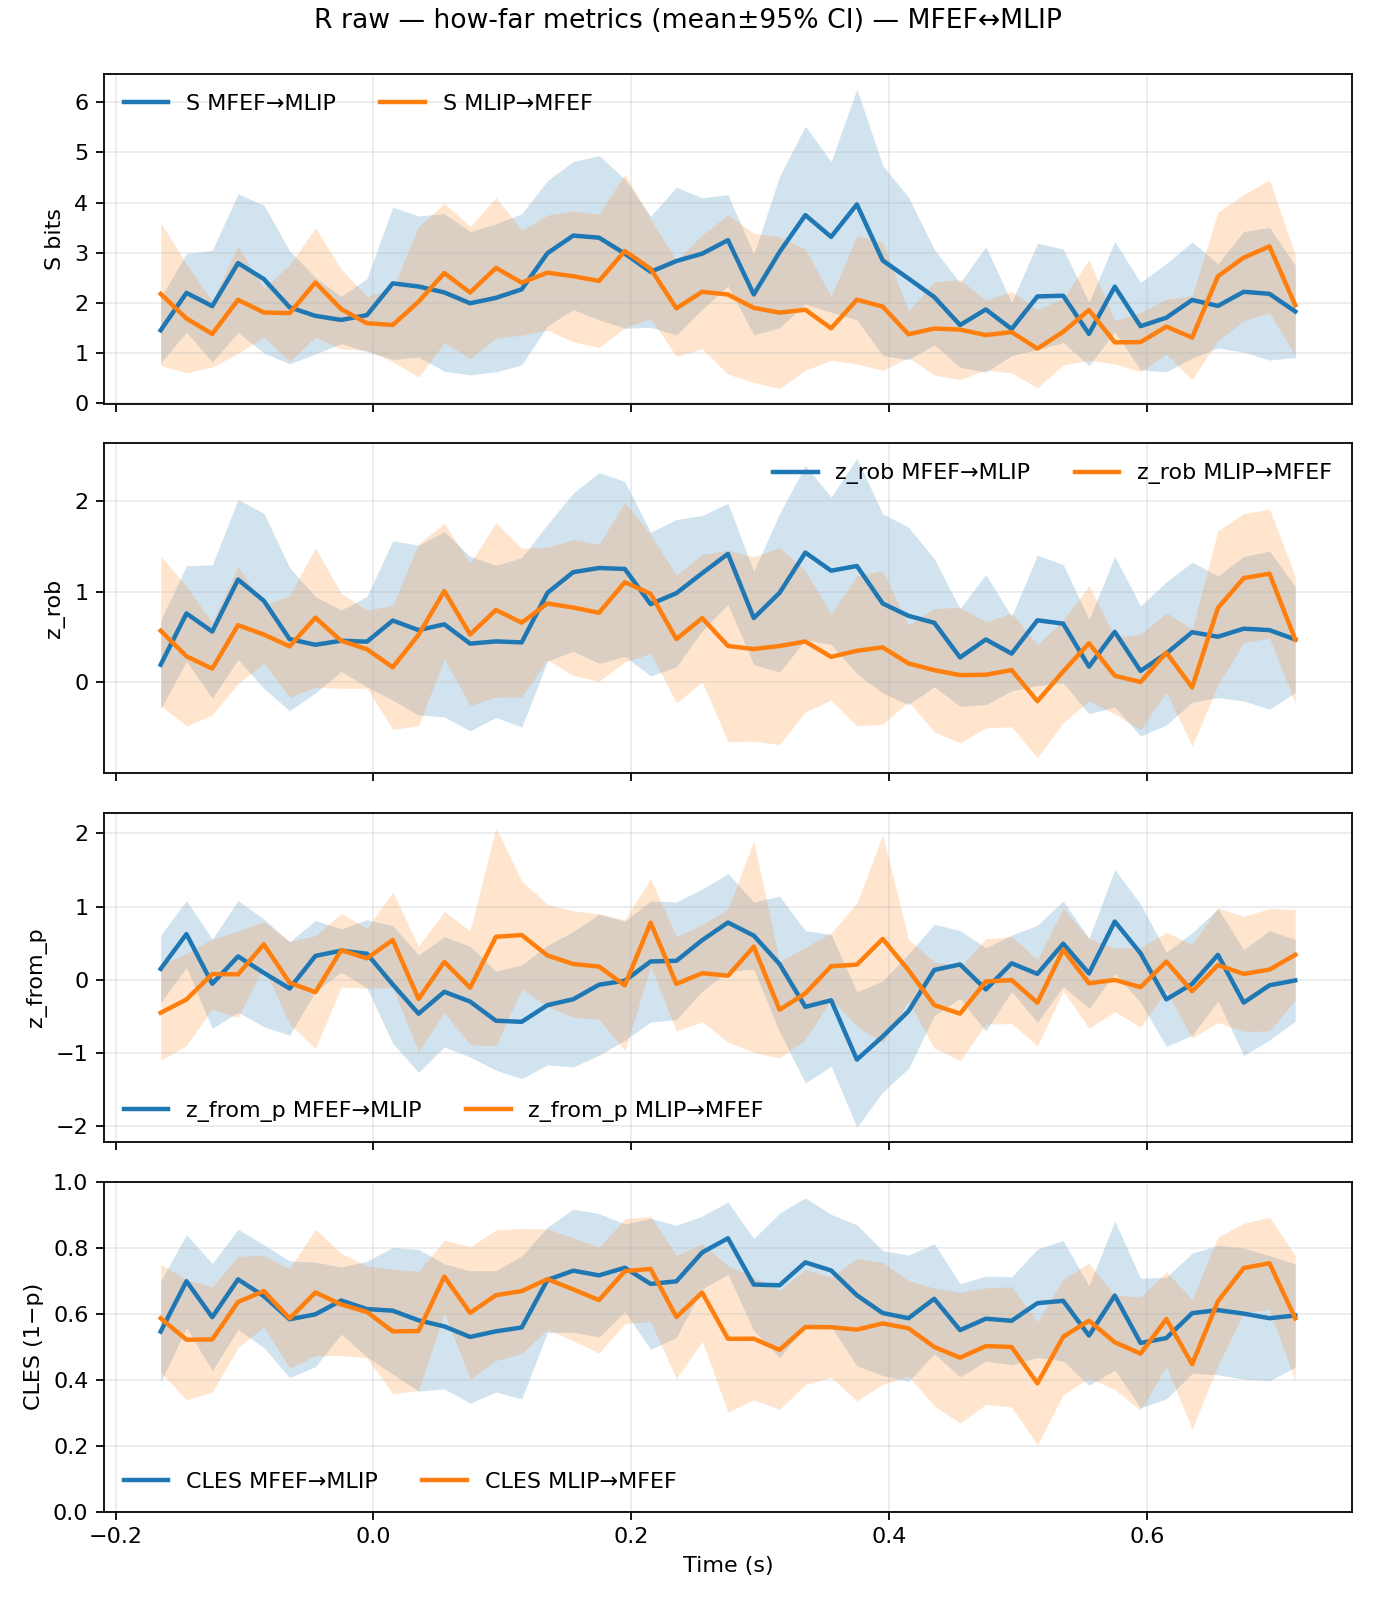 R raw — how-far metrics (mean±95% CI) — MFEF↔MLIP
S MFEF→MLIP S MLIP→MFEF
6
5
4
3
2
1
0
S bits
z_rob MFEF→MLIP z_rob MLIP→MFEF
2
1
0
z_rob
2
1
0
−1
−2
z_from_p
z_from_p MFEF→MLIP z_from_p MLIP→MFEF
1.0
0.8
0.6
0.4
0.2
0.0
CLES (1−p)
CLES MFEF→MLIP CLES MLIP→MFEF
−0.2 0.0 0.2 0.4 0.6
Time (s)